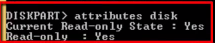 DISKPART> attributes disk
Current Read-only State : Yes
Read-only  : Yes